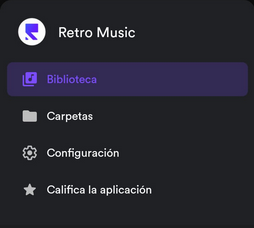 Retro Music
Biblioteca
Carpetas
Configuración
Califica la aplicación